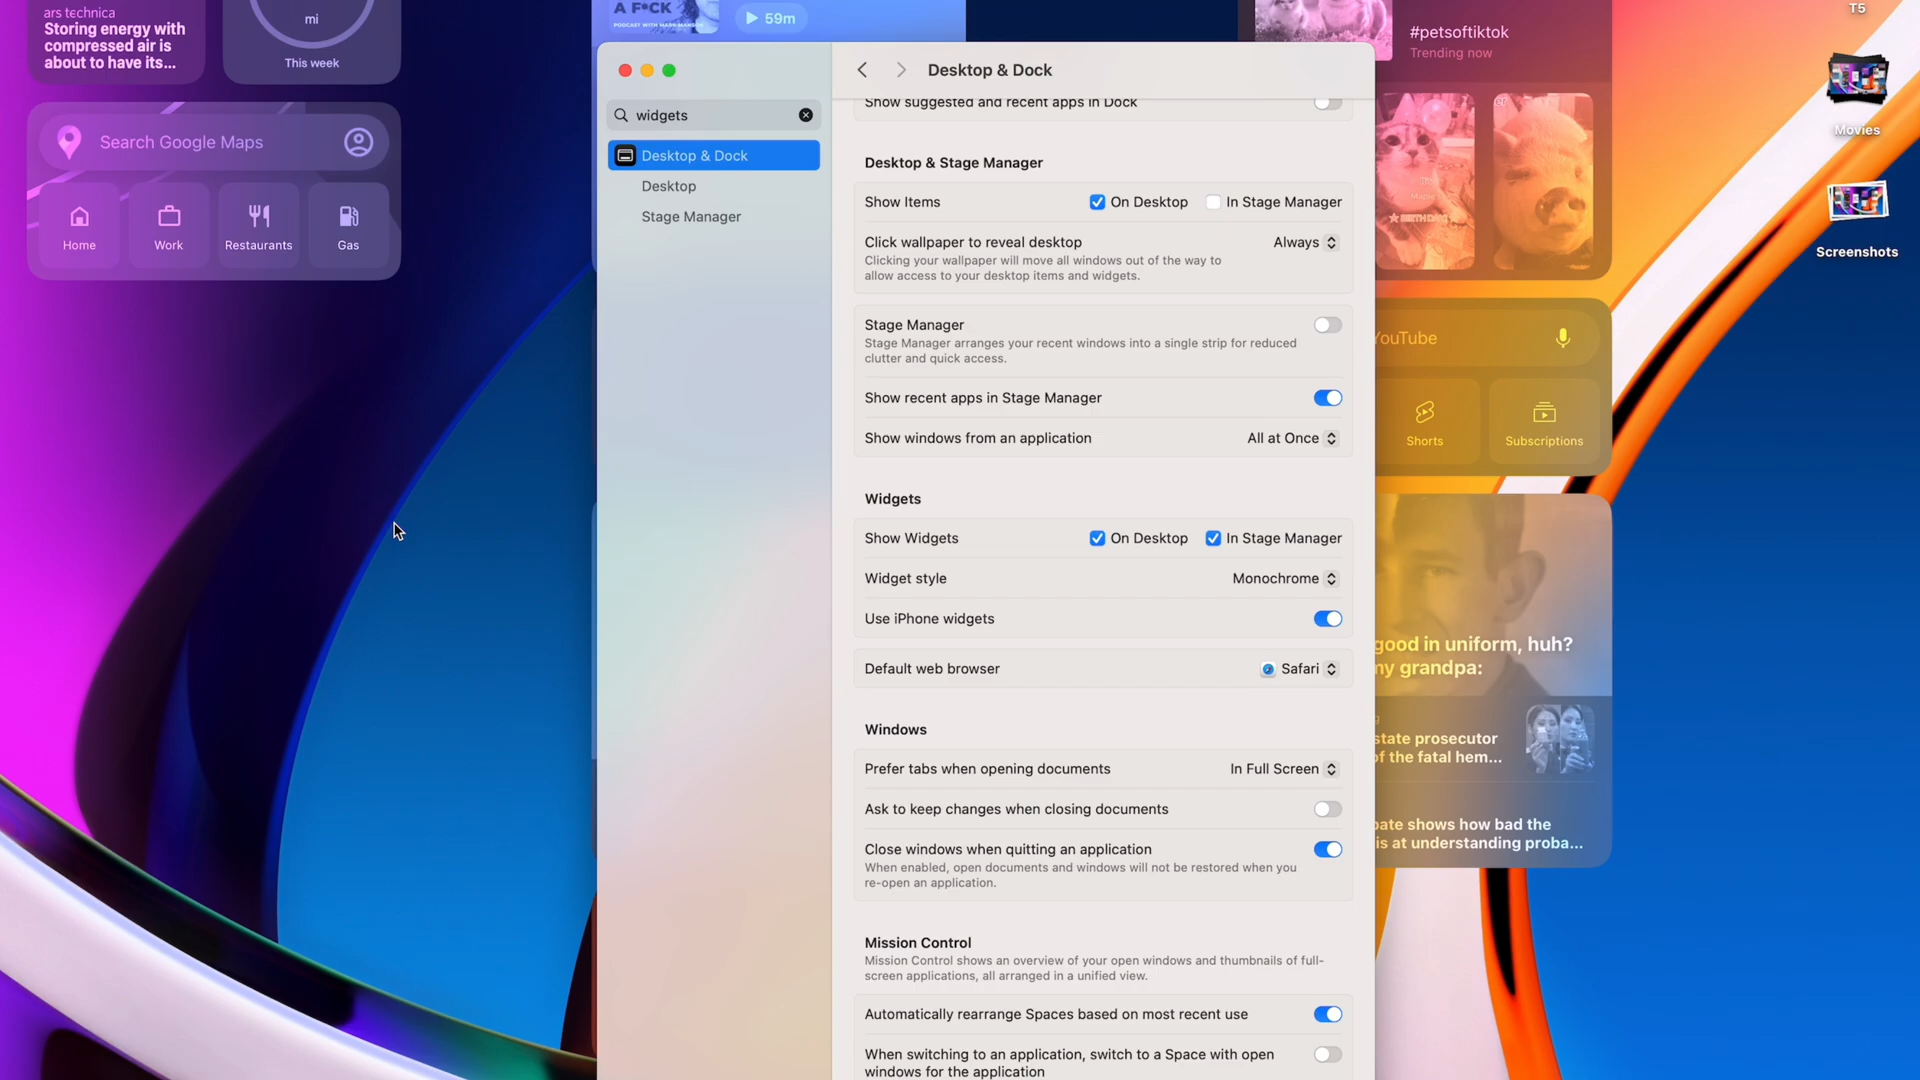 ars technica
Storing energy with
compressed air is
about to have its...
mi
This week
Search Google Maps
Home
Work
Restaurants
Gas
A F*CK
59m
#petsoftiktok
Trending now
T5
Movies
Screenshots
YouTube
Shorts
Subscriptions
good in uniform, huh?
my grandpa:
state prosecutor
of the fatal hem...
bate shows how bad the
is at understanding proba...
widgets
Desktop & Dock
Desktop
Stage Manager
Desktop & Dock
Show suggested and recent apps in Dock
Desktop & Stage Manager
Show Items On Desktop In Stage Manager
Click wallpaper to reveal desktop Always
Clicking your wallpaper will move all windows out of the way to
allow access to your desktop items and widgets.
Stage Manager
Stage Manager arranges your recent windows into a single strip for reduced
clutter and quick access.
Show recent apps in Stage Manager
Show windows from an application All at Once
Widgets
Show Widgets On Desktop In Stage Manager
Widget style Monochrome
Use iPhone widgets
Default web browser Safari
Windows
Prefer tabs when opening documents In Full Screen
Ask to keep changes when closing documents
Close windows when quitting an application
When enabled, open documents and windows will not be restored when you
re-open an application.
Mission Control
Mission Control shows an overview of your open windows and thumbnails of full-
screen applications, all arranged in a unified view.
Automatically rearrange Spaces based on most recent use
When switching to an application, switch to a Space with open
windows for the application